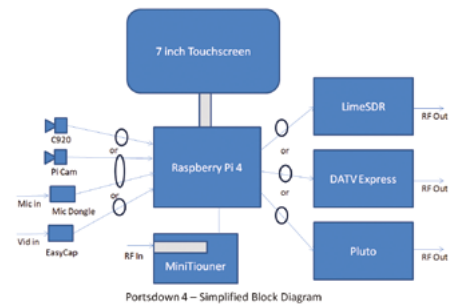 7 inch Touchscreen
LimeSDR
RF Out
C920
or
or
Pi Cam
Raspberry Pi 4
DATV Express
RF Out
Mic in
Mic Dongle
or
or
Vid in
EasyCap
RF In
MiniTiouner
Pluto
RF Out
Portsdown 4 – Simplified Block Diagram